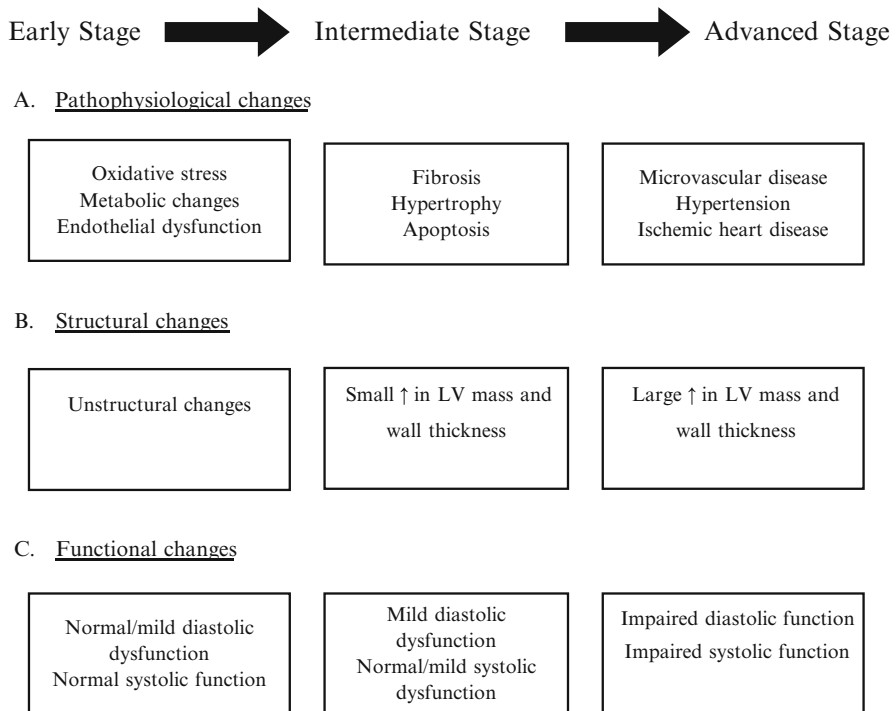 Early Stage Intermediate Stage Advanced Stage
A. Pathophysiological changes
Oxidative stress
Metabolic changes
Endothelial dysfunction
Fibrosis
Hypertrophy
Apoptosis
Microvascular disease
Hypertension
Ischemic heart disease
B. Structural changes
Unstructural changes
Small ↑ in LV mass and
wall thickness
Large ↑ in LV mass and
wall thickness
C. Functional changes
Normal/mild diastolic
dysfunction
Normal systolic function
Mild diastolic
dysfunction
Normal/mild systolic
dysfunction
Impaired diastolic function
Impaired systolic function